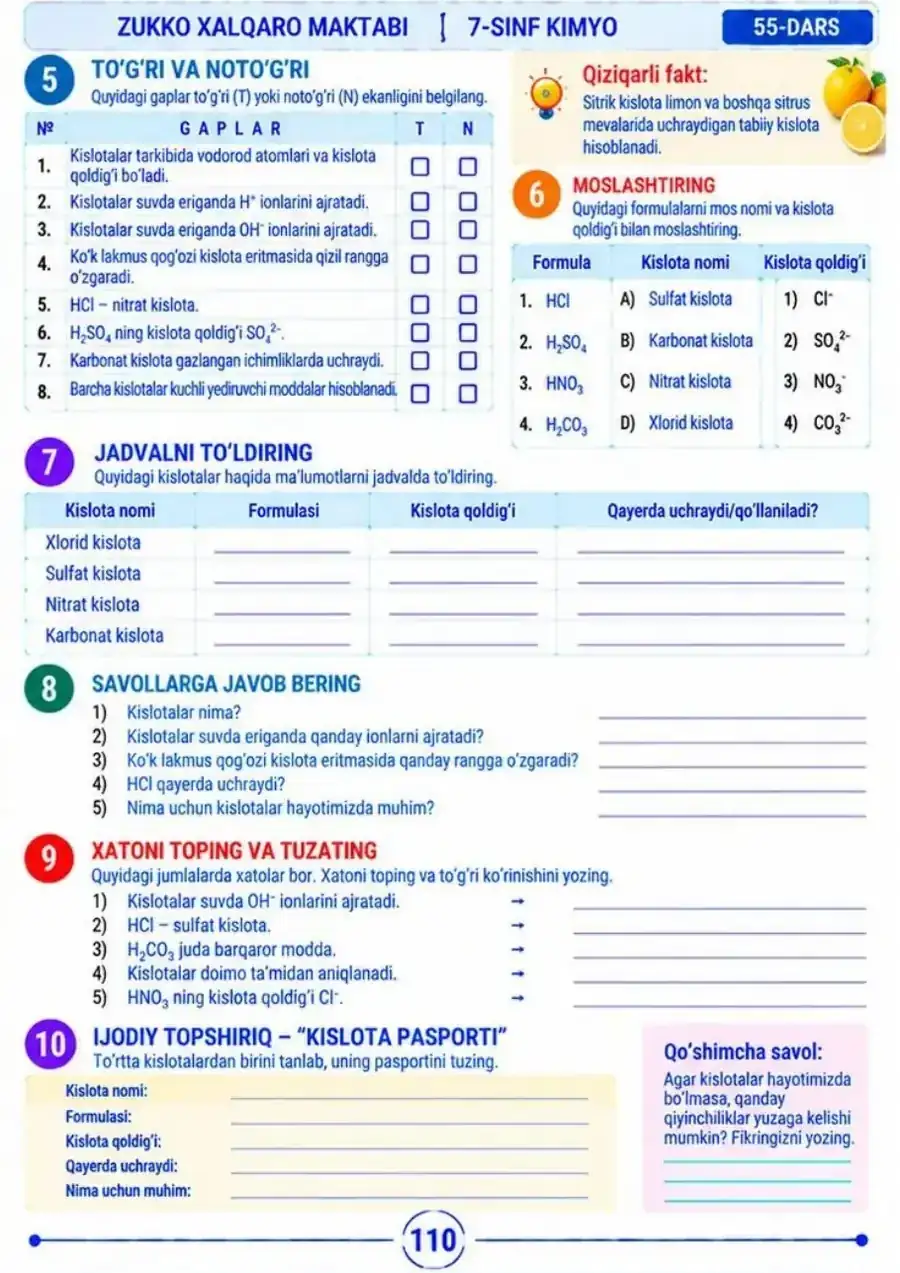 ZUKKO XALQARO MAKTABI 7-SINF KIMYO 55-DARS
5 TO'G'RI VA NOTO'G'RI
Quyidagi gaplar to'g'ri (T) yoki noto'g'ri (N) ekanligini belgilang.
№ GAPLAR T N
1. Kislotalar tarkibida vodorod atomlari va kislota
qoldig'i bo'ladi.
2. Kislotalar suvda eriganda H⁺ ionlarini ajratadi.
3. Kislotalar suvda eriganda OH⁻ ionlarini ajratadi.
4. Ko'k lakmus qog'ozi kislota eritmasida qizil rangga
o'zgaradi.
5. HCl – nitrat kislota.
6. H₂SO₄ ning kislota qoldig'i SO₄²⁻.
7. Karbonat kislota gazlangan ichimliklarda uchraydi.
8. Barcha kislotalar kuchli yediruvchi moddalar hisoblanadi.
Qiziqarli fakt:
Sitrik kislota limon va boshqa sitrus
mevalarida uchraydigan tabiiy kislota
hisoblanadi.
6 MOSLASHTIRING
Quyidagi formulalarni mos nomi va kislota
qoldig'i bilan moslashtiring.
Formula Kislota nomi Kislota qoldig'i
1. HCl A) Sulfat kislota 1) Cl⁻
2. H₂SO₄ B) Karbonat kislota 2) SO₄²⁻
3. HNO₃ C) Nitrat kislota 3) NO₃⁻
4. H₂CO₃ D) Xlorid kislota 4) CO₃²⁻
7 JADVALNI TO'LDIRING
Quyidagi kislotalar haqida ma'lumotlarni jadvalda to'ldiring.
Kislota nomi Formulasi Kislota qoldig'i Qayerda uchraydi/qo'llaniladi?
Xlorid kislota
Sulfat kislota
Nitrat kislota
Karbonat kislota
8 SAVOLLARGA JAVOB BERING
1) Kislotalar nima?
2) Kislotalar suvda eriganda qanday ionlarni ajratadi?
3) Ko'k lakmus qog'ozi kislota eritmasida qanday rangga o'zgaradi?
4) HCl qayerda uchraydi?
5) Nima uchun kislotalar hayotimizda muhim?
9 XATONI TOPING VA TUZATING
Quyidagi jumlalarda xatolar bor. Xatoni toping va to'g'ri ko'rinishini yozing.
1) Kislotalar suvda OH⁻ ionlarini ajratadi. →
2) HCl – sulfat kislota. →
3) H₂CO₃ juda barqaror modda. →
4) Kislotalar doimo ta'midan aniqlanadi. →
5) HNO₃ ning kislota qoldig'i Cl⁻. →
10 IJODIY TOPSHIRIQ – "KISLOTA PASPORTI"
To'rtta kislotalardan birini tanlab, uning pasportini tuzing.
Kislota nomi:
Formulasi:
Kislota qoldig'i:
Qayerda uchraydi:
Nima uchun muhim:
Qo'shimcha savol:
Agar kislotalar hayotimizda
bo'lmasa, qanday
qiyinchiliklar yuzaga kelishi
mumkin? Fikringizni yozing.
110